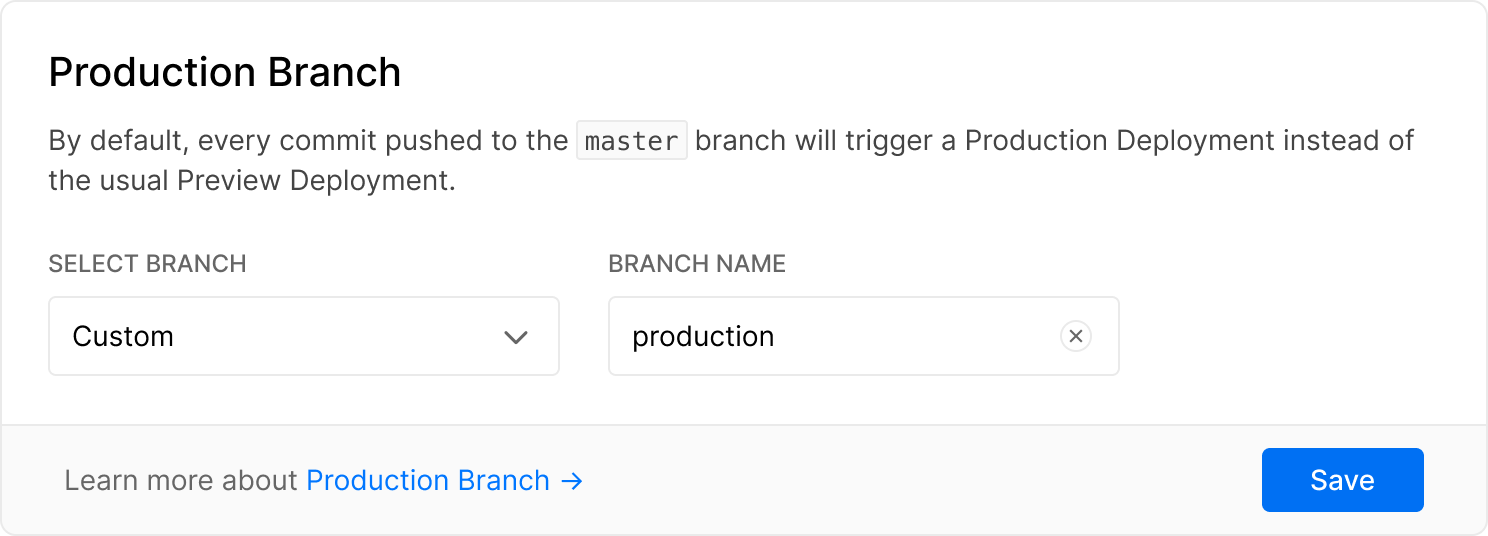 Production Branch
By default, every commit pushed to the master branch will trigger a Production Deployment instead of
the usual Preview Deployment.
SELECT BRANCH
BRANCH NAME
Custom
production
Learn more about Production Branch →
Save